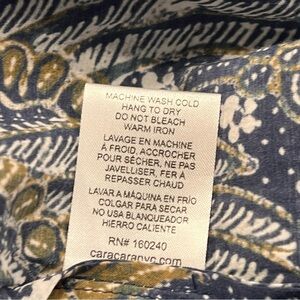 MACHINE WASH COLD
HANG TO DRY
DO NOT BLEACH
WARM IRON
LAVAGE EN MACHINE
À FROID, ACCROCHER
POUR SÉCHER, NE PAS
JAVELLISER, FER À
REPASSER CHAUD
LAVAR A MÁQUINA EN FRÍO
COLGAR PARA SECAR
NO USA BLANQUEADOR
HIERRO CALIENTE
RN# 160240
caracaranyc.com